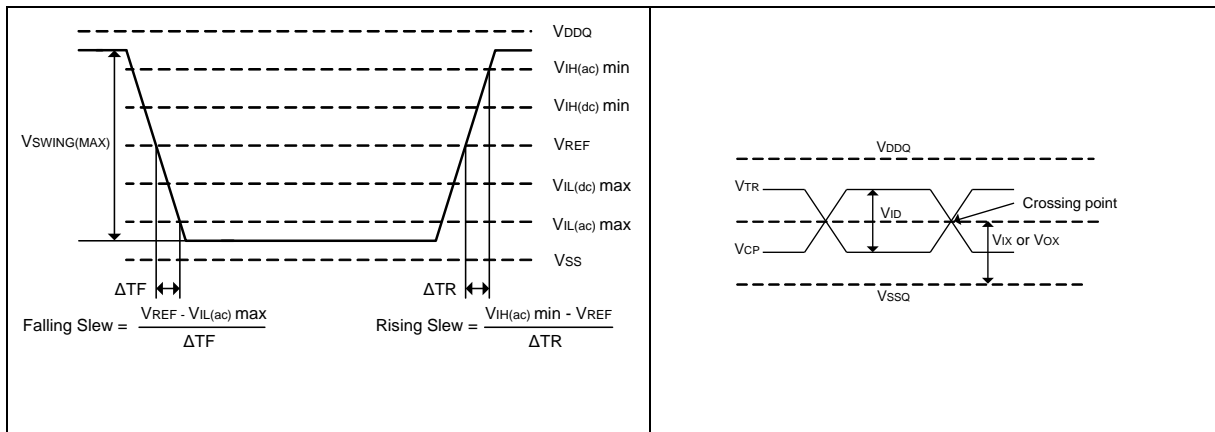 VDDQ
VIH(ac) min
VIH(dc) min
VSWING(MAX)
VREF
VIL(dc) max
VIL(ac) max
VSS
ΔTF
ΔTR
Falling Slew = VREF - VIL(ac) max
ΔTF
Rising Slew = VIH(ac) min - VREF
ΔTR
VDDQ
VTR
VID
Crossing point
VCP
VIX or VOX
VSSQ